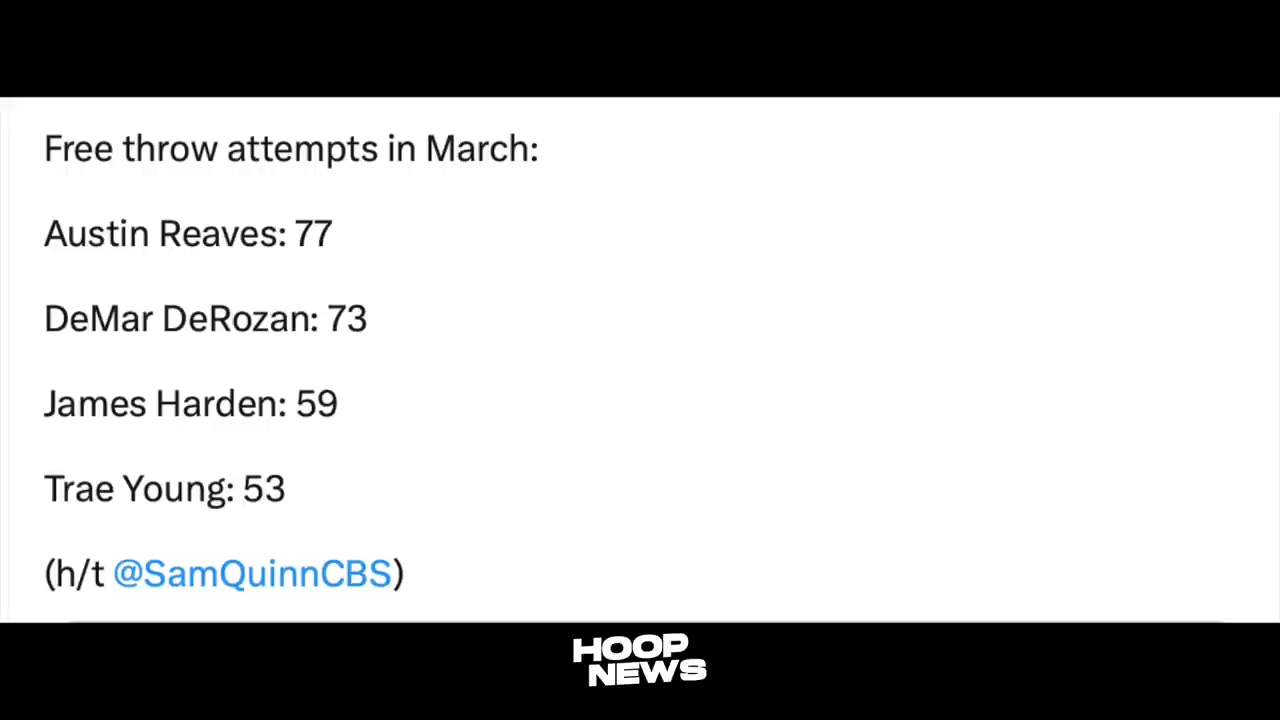 Free throw attempts in March:
Austin Reaves: 77
DeMar DeRozan: 73
James Harden: 59
Trae Young: 53
(h/t @SamQuinnCBS)
HOOP
NEWS